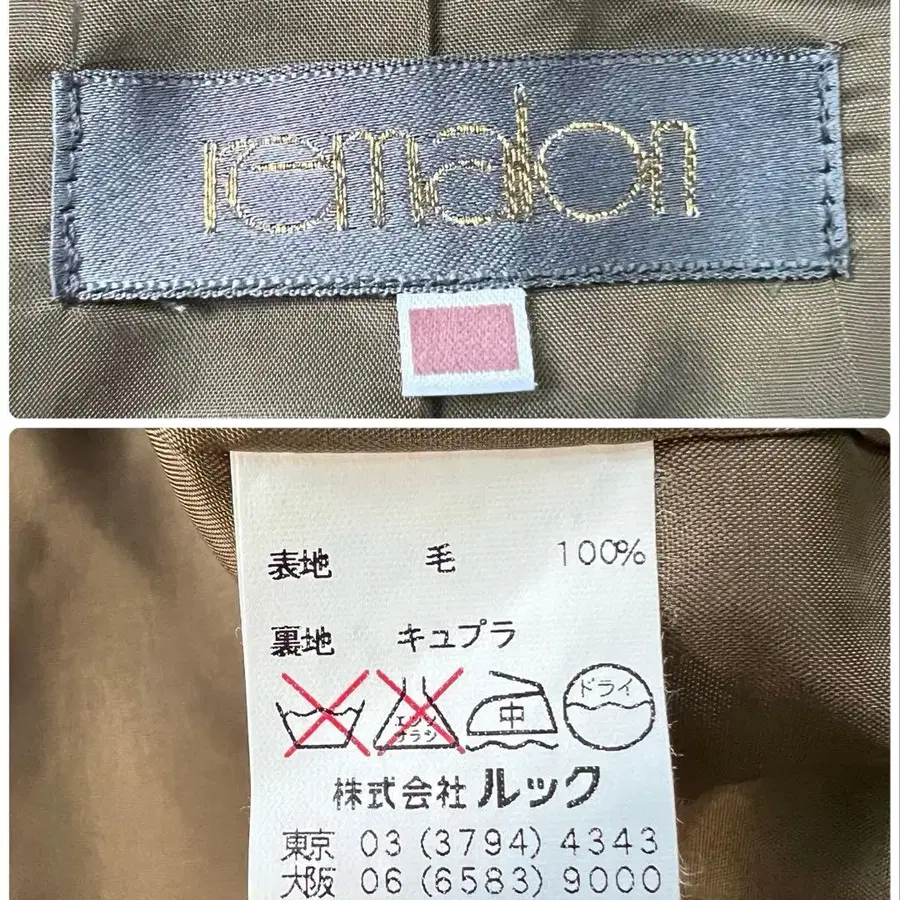 remalon
表地 毛 100%
裏地 キュプラ
エンソ
サラシ
中
ドライ
株式会社 ルック
東京 03 (3794) 4343
大阪 06 (6583) 9000